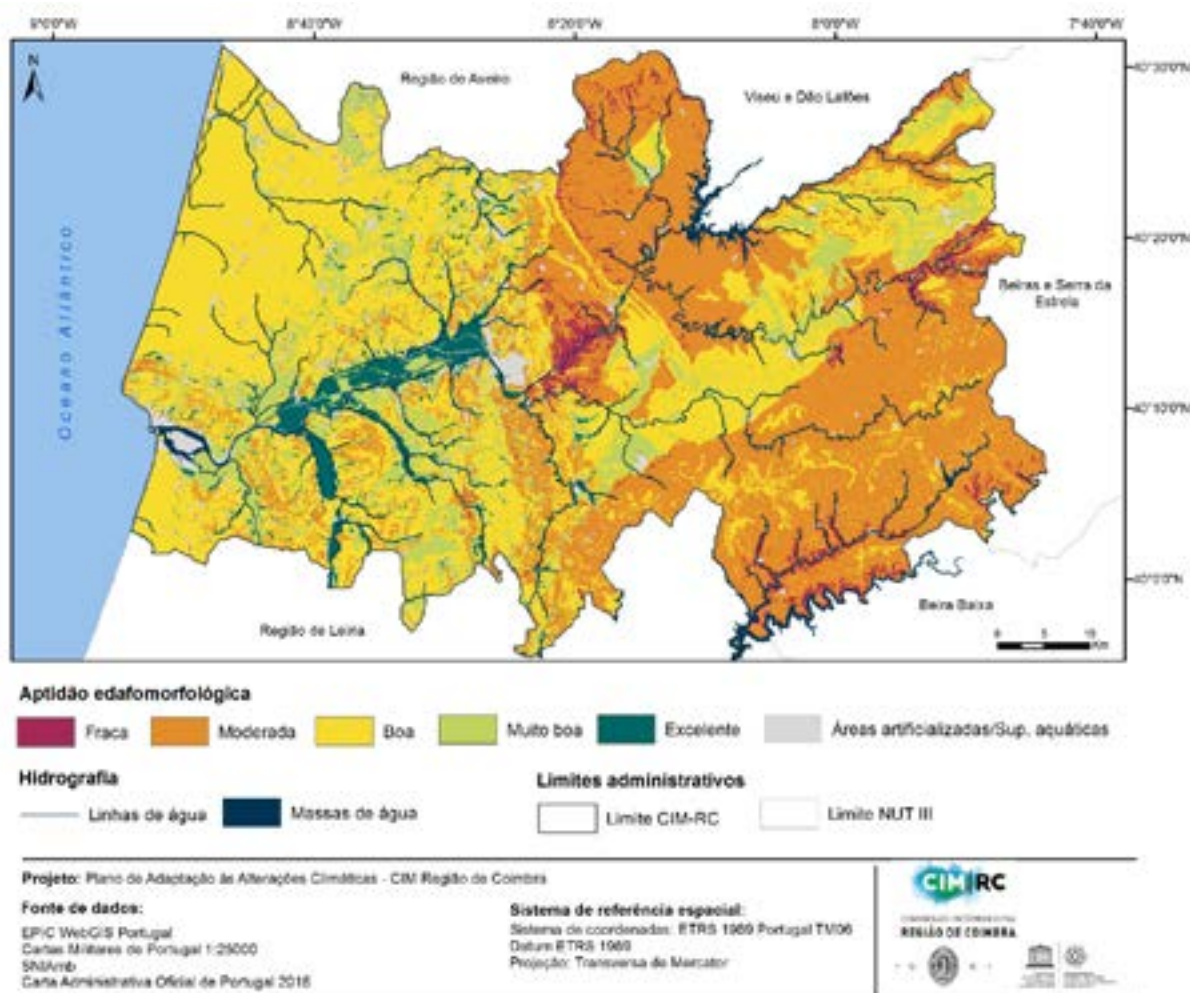 9°0'0"W 8°40'0"W 8°20'0"W 8°0'0"W 7°40'0"W
N
Região de Aveiro
Viseu e Dão Lafões
40°30'0"N
40°20'0"N
Oceano Atlântico
Beiras e Serra da
Estrela
40°10'0"N
40°0'0"N
Beira Baixa
Região de Leiria
0 5 10
Km
Aptidão edafomorfológica
Fraca Moderada Boa Muito boa Excelente Áreas artificializadas/Sup. aquáticas
Hidrografia Limites administrativos
Linhas de água Massas de água Limite CIM-RC Limite NUT III
Projeto: Plano de Adaptação às Alterações Climáticas - CIM Região de Coimbra
Fonte de dados:
EPIC WebGIS Portugal
Cartas Militares de Portugal 1:25000
SNIAmb
Carta Administrativa Oficial de Portugal 2016
Sistema de referência espacial:
Sistema de coordenadas: ETRS 1989 Portugal TM06
Datum ETRS 1989
Projeção: Transversa de Mercator
CIM RC
REGIÃO DE COIMBRA